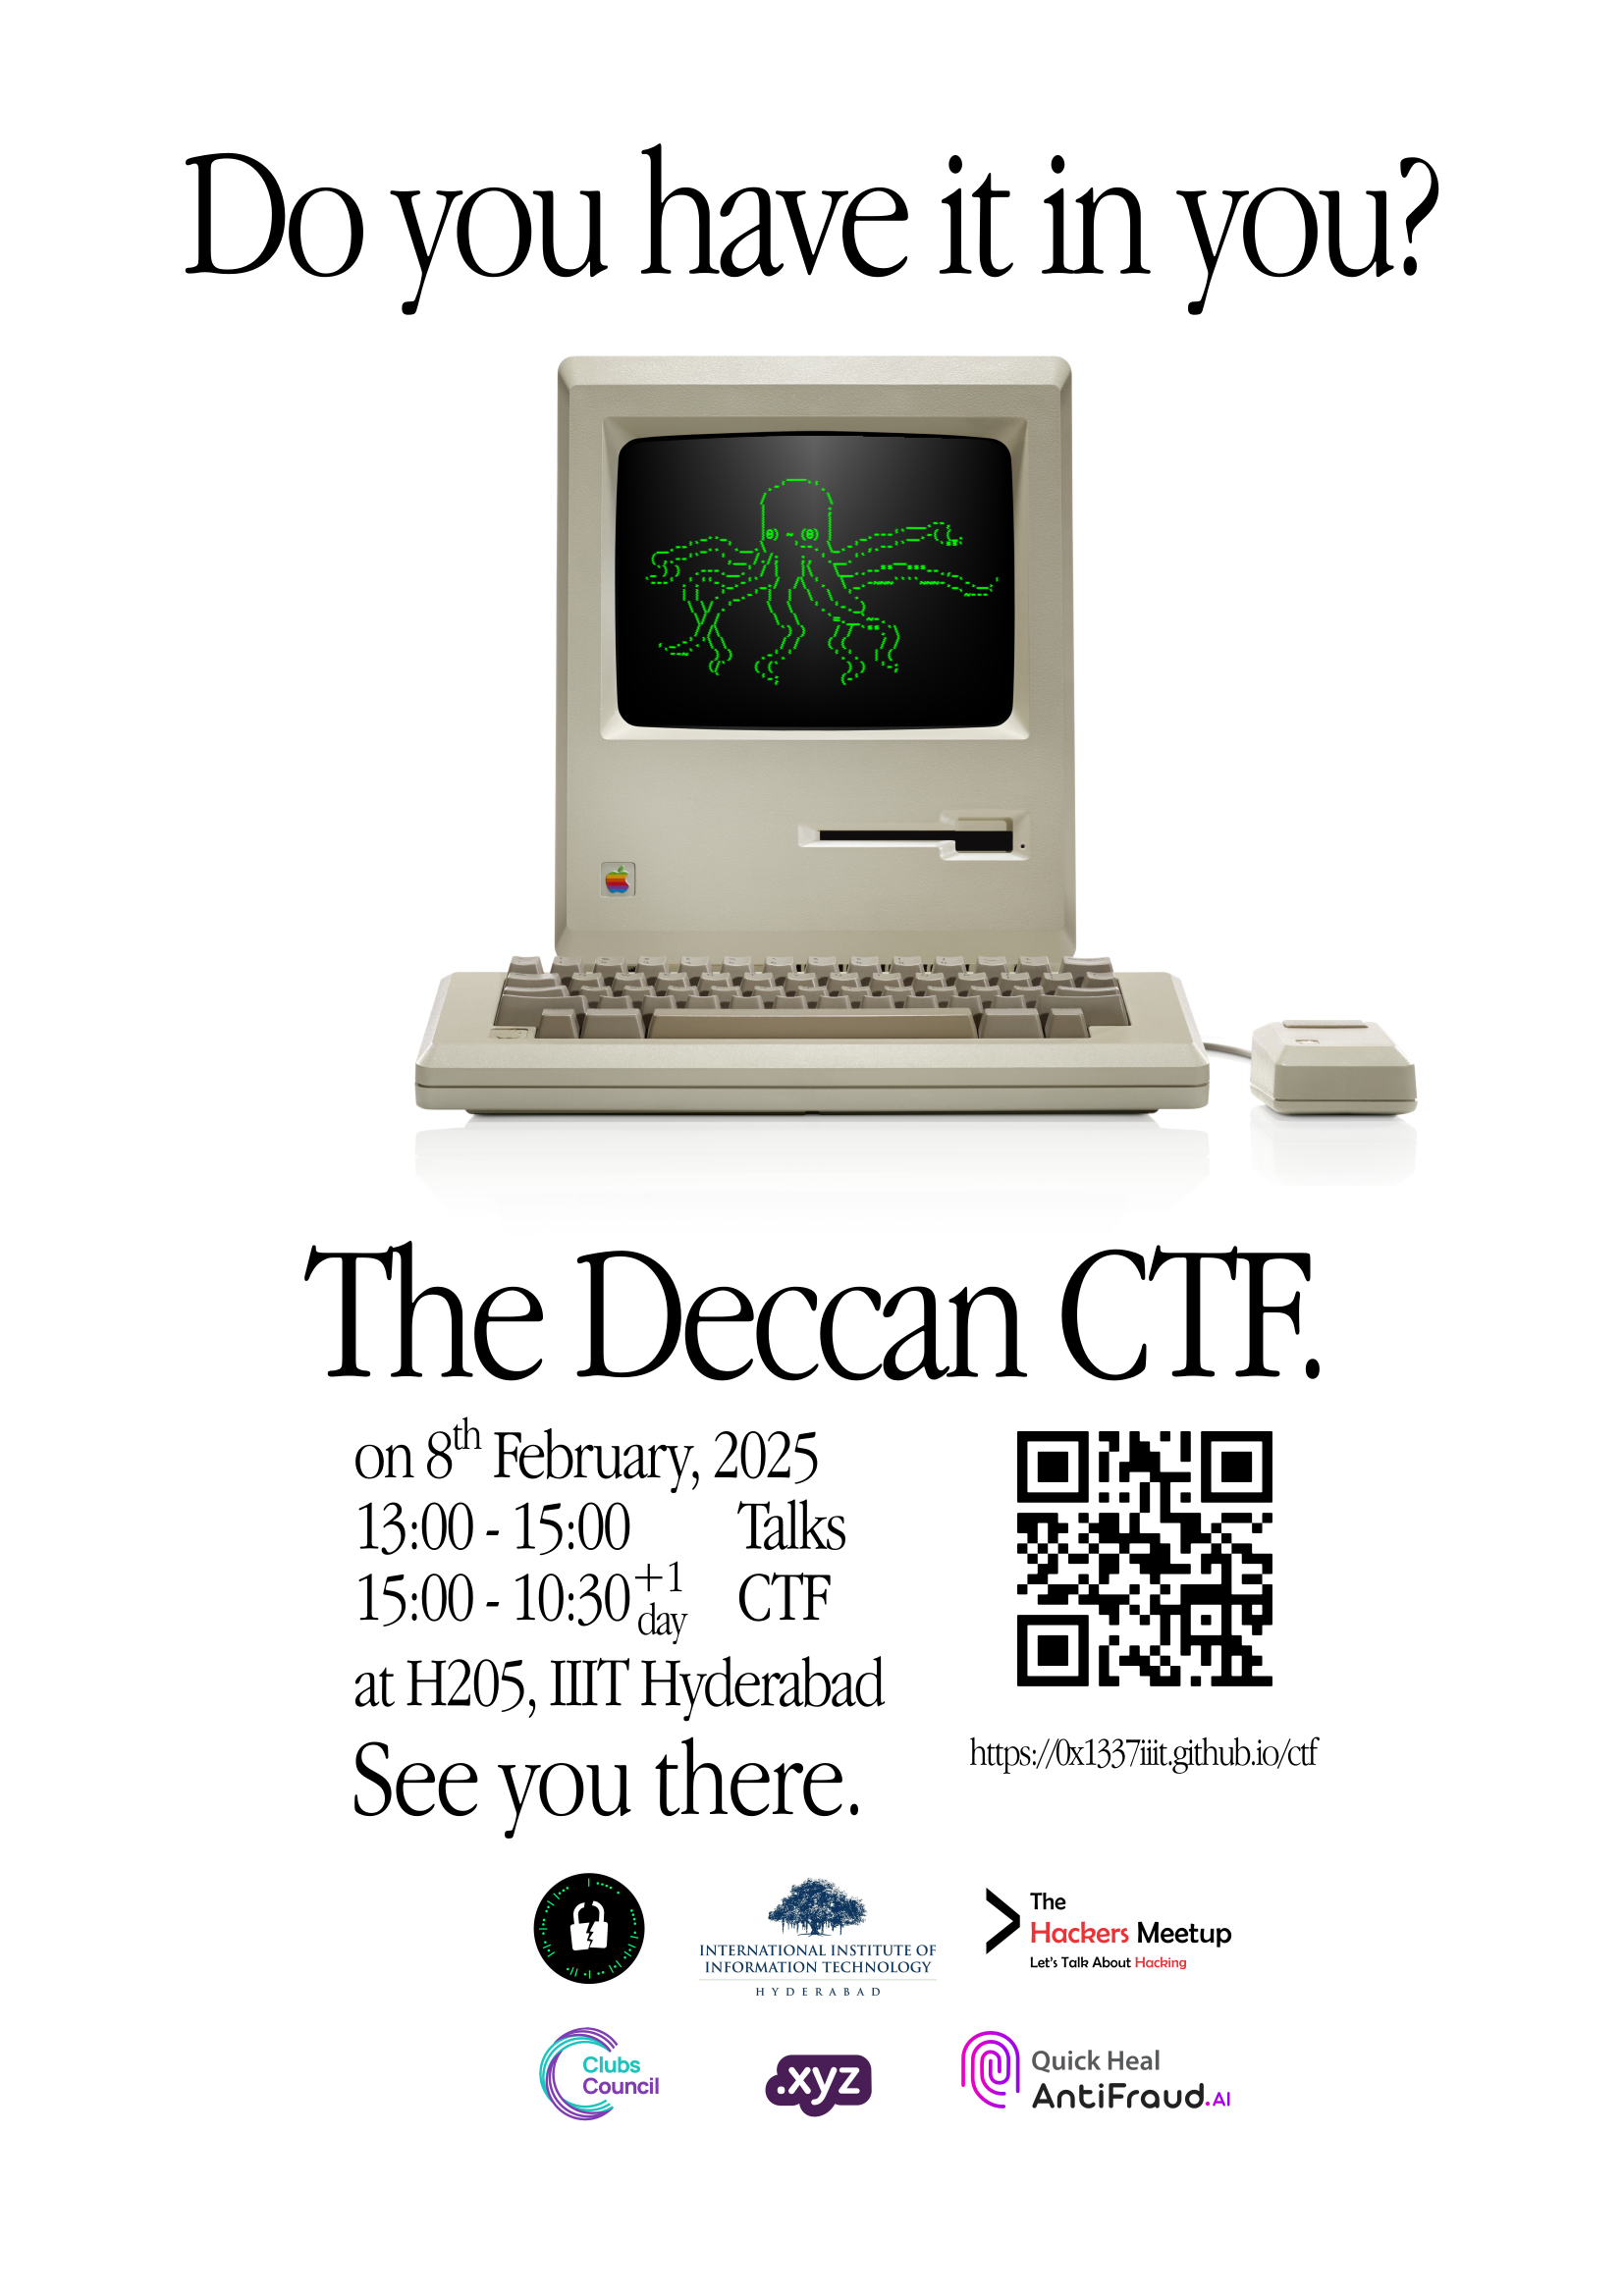 Do you have it in you?
The Deccan CTF.
on 8th February, 2025
13:00 - 15:00 Talks
15:00 - 10:30 +1 day CTF
at H205, IIIT Hyderabad
See you there.
https://0x1337iiit.github.io/ctf
INTERNATIONAL INSTITUTE OF
INFORMATION TECHNOLOGY
HYDERABAD
The
Hackers Meetup
Let's Talk About Hacking
Clubs
Council
.xyz
Quick Heal
AntiFraud.AI